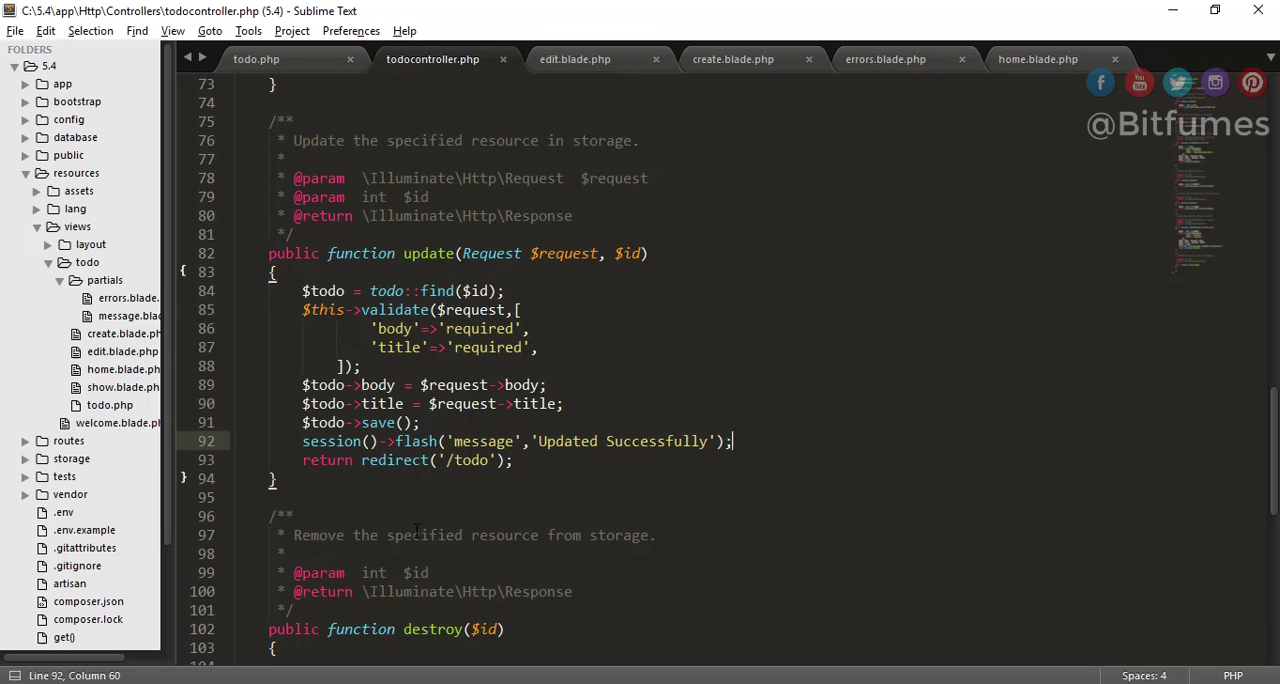 C:\5.4\app\Http\Controllers\todocontroller.php (5.4) - Sublime Text
File Edit Selection Find View Goto Tools Project Preferences Help
FOLDERS
5.4
app
bootstrap
config
database
public
resources
assets
lang
views
layout
todo
partials
errors.blade.
message.blad
create.blade.ph
edit.blade.php
home.blade.ph
show.blade.ph
todo.php
welcome.blade.ph
routes
storage
tests
vendor
.env
.env.example
.gitattributes
.gitignore
artisan
composer.json
composer.lock
get()
todo.php todocontroller.php edit.blade.php create.blade.php errors.blade.php home.blade.php
You Tube
@Bitfumes
73 }
74
75 /**
76 * Update the specified resource in storage.
77 *
78 * @param \Illuminate\Http\Request $request
79 * @param int $id
80 * @return \Illuminate\Http\Response
81 */
82 public function update(Request $request, $id)
83 {
84 $todo = todo::find($id);
85 $this->validate($request,[
86 'body'=>'required',
87 'title'=>'required',
88 ]);
89 $todo->body = $request->body;
90 $todo->title = $request->title;
91 $todo->save();
92 session()->flash('message','Updated Successfully');
93 return redirect('/todo');
94 }
95
96 /**
97 * Remove the specified resource from storage.
98 *
99 * @param int $id
100 * @return \Illuminate\Http\Response
101 */
102 public function destroy($id)
103 {
Line 92, Column 60
Spaces: 4
PHP